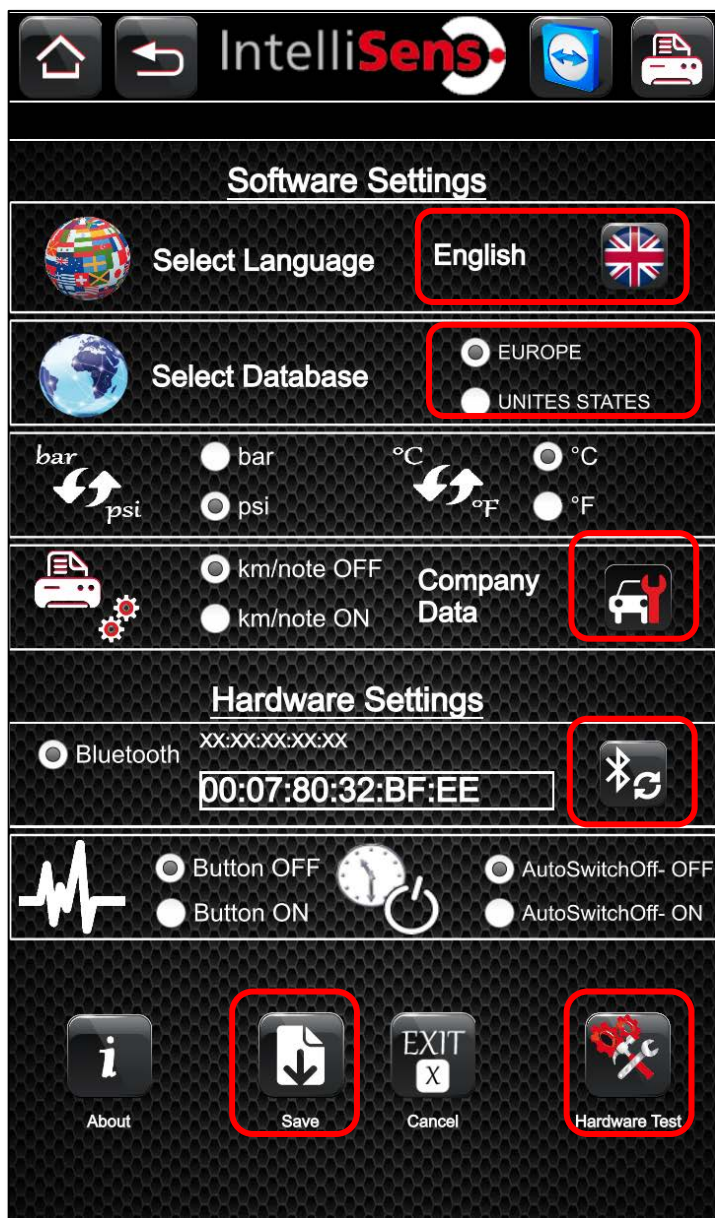 IntelliSens
Software Settings
Select Language English
Select Database
EUROPE
UNITES STATES
bar
psi
bar
psi
°C
°F
°C
°F
km/note OFF
km/note ON
Company
Data
Hardware Settings
Bluetooth
XX:XX:XX:XX:XX
00:07:80:32:BF:EE
Button OFF
Button ON
AutoSwitchOff- OFF
AutoSwitchOff- ON
i
About
Save
EXIT
X
Cancel
Hardware Test